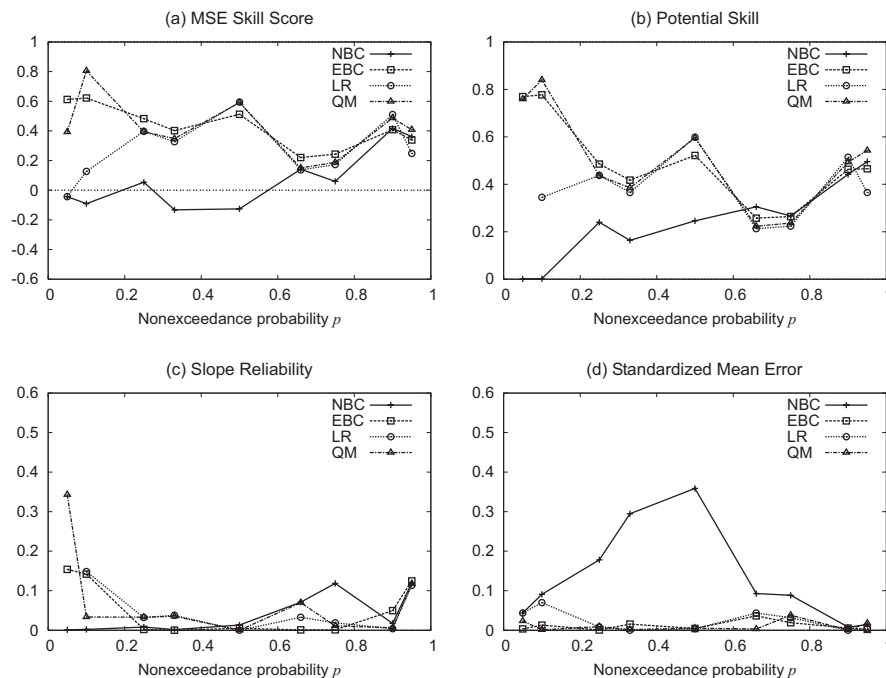 (a) MSE Skill Score
1
0.8
0.6
0.4
0.2
0
-0.2
-0.4
-0.6
NBC
EBC
LR
QM
0 0.2 0.4 0.6 0.8 1
Nonexceedance probability p
(b) Potential Skill
1
0.8
0.6
0.4
0.2
0
NBC
EBC
LR
QM
0 0.2 0.4 0.6 0.8 1
Nonexceedance probability p
(c) Slope Reliability
0.6
0.5
0.4
0.3
0.2
0.1
0
NBC
EBC
LR
QM
0 0.2 0.4 0.6 0.8 1
Nonexceedance probability p
(d) Standardized Mean Error
0.6
0.5
0.4
0.3
0.2
0.1
0
NBC
EBC
LR
QM
0 0.2 0.4 0.6 0.8 1
Nonexceedance probability p